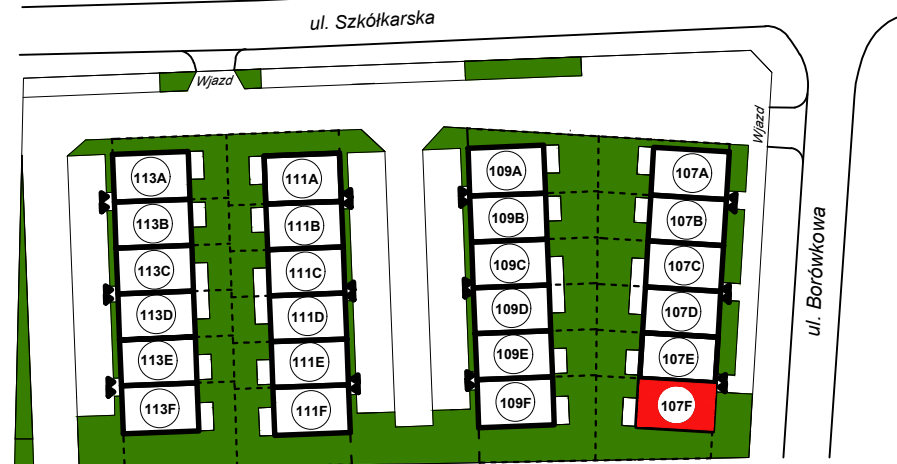 ul. Szkółkarska
Wjazd
Wjazd
ul. Borówkowa
113A
113B
113C
113D
113E
113F
111A
111B
111C
111D
111E
111F
109A
109B
109C
109D
109E
109F
107A
107B
107C
107D
107E
107F